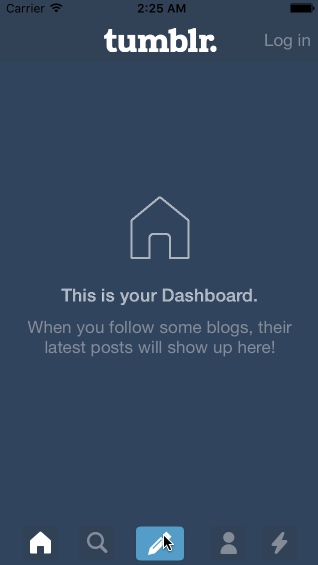 Carrier 2:25 AM
tumblr. Log in
This is your Dashboard.
When you follow some blogs, their
latest posts will show up here!